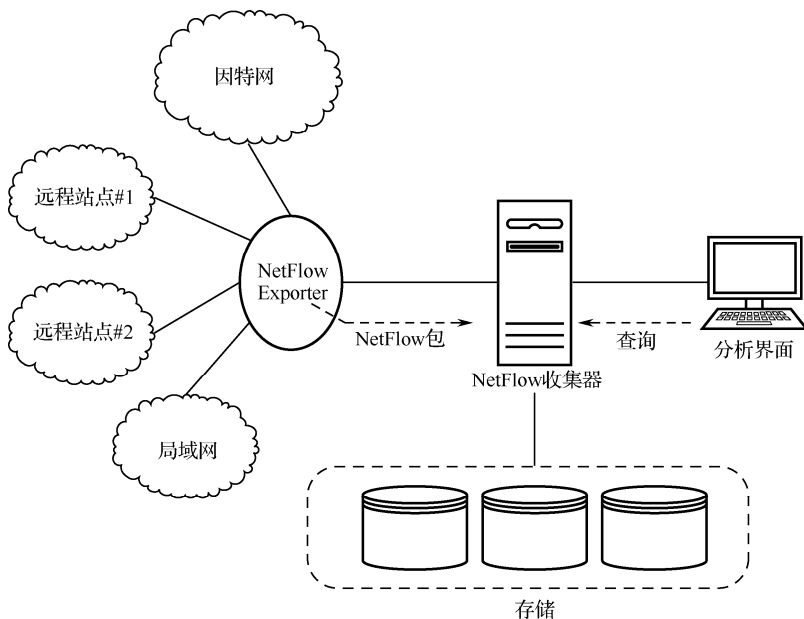 因特网
远程站点#1
远程站点#2
局域网
NetFlow
Exporter
NetFlow包
NetFlow收集器
查询
分析界面
存储